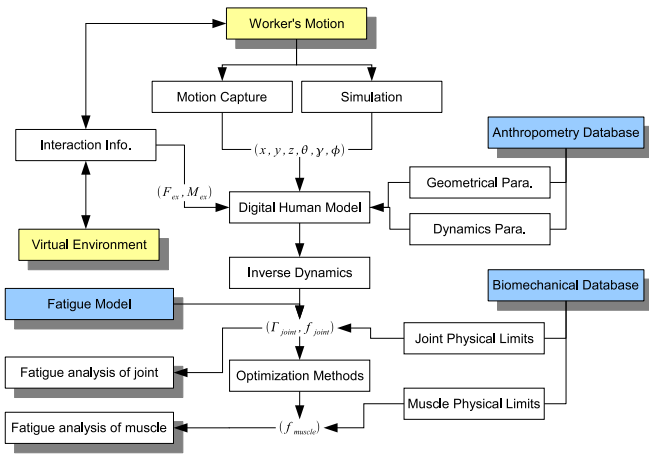 Worker's Motion
Motion Capture
Simulation
Anthropometry Database
Interaction Info.
(x, y, z, θ, γ, ϕ)
Geometrical Para.
(F_ex, M_ex)
Digital Human Model
Dynamics Para.
Virtual Environment
Inverse Dynamics
Biomechanical Database
Fatigue Model
(Γ_joint, f_joint)
Joint Physical Limits
Fatigue analysis of joint
Optimization Methods
Muscle Physical Limits
Fatigue analysis of muscle
(f_muscle)